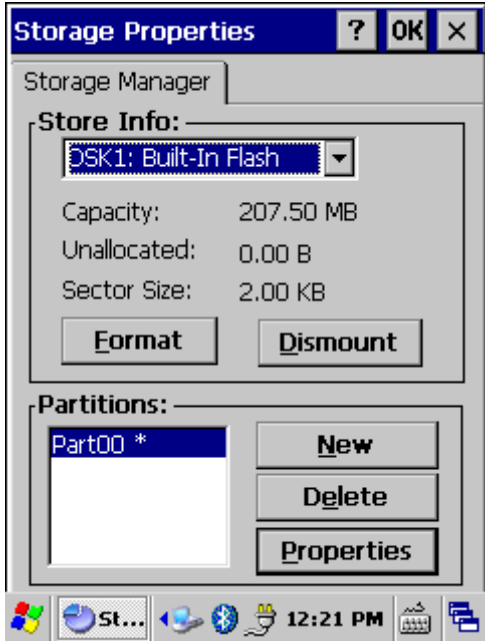 Storage Properties ? OK ×
Storage Manager
Store Info:
DSK1: Built-In Flash
Capacity: 207.50 MB
Unallocated: 0.00 B
Sector Size: 2.00 KB
Format Dismount
Partitions:
Part00 *
New
Delete
Properties
St... 12:21 PM